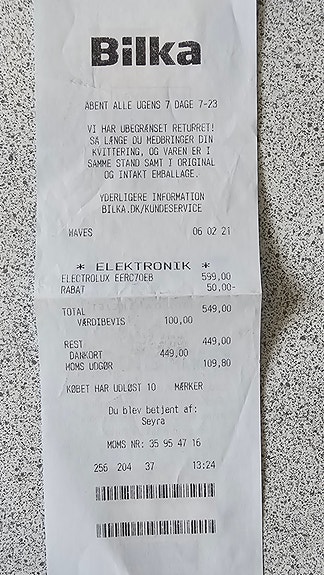 Bilka
ÅBENT ALLE UGENS 7 DAGE 7-23
VI HAR UBEGRÆNSET RETURRET!
SÅ LÆNGE DU MEDBRINGER DIN
KVITTERING, OG VAREN ER I
SAMME STAND SAMT I ORIGINAL
OG INTAKT EMBALLAGE.
YDERLIGERE INFORMATION
BILKA.DK/KUNDESERVICE
HAVES 06 02 21
* ELEKTRONIK *
ELECTROLUX EERC70EB 599,00
RABAT 50,00-
TOTAL 549,00
VÆRDIBEVIS 100,00
REST 449,00
DANKORT 449,00
MOMS UDGØR 109,80
KØBET HAR UDLØST 10 MÆRKER
Du blev betjent af:
Søyra
MOMS NR: 35 95 47 16
256 204 37 13:24